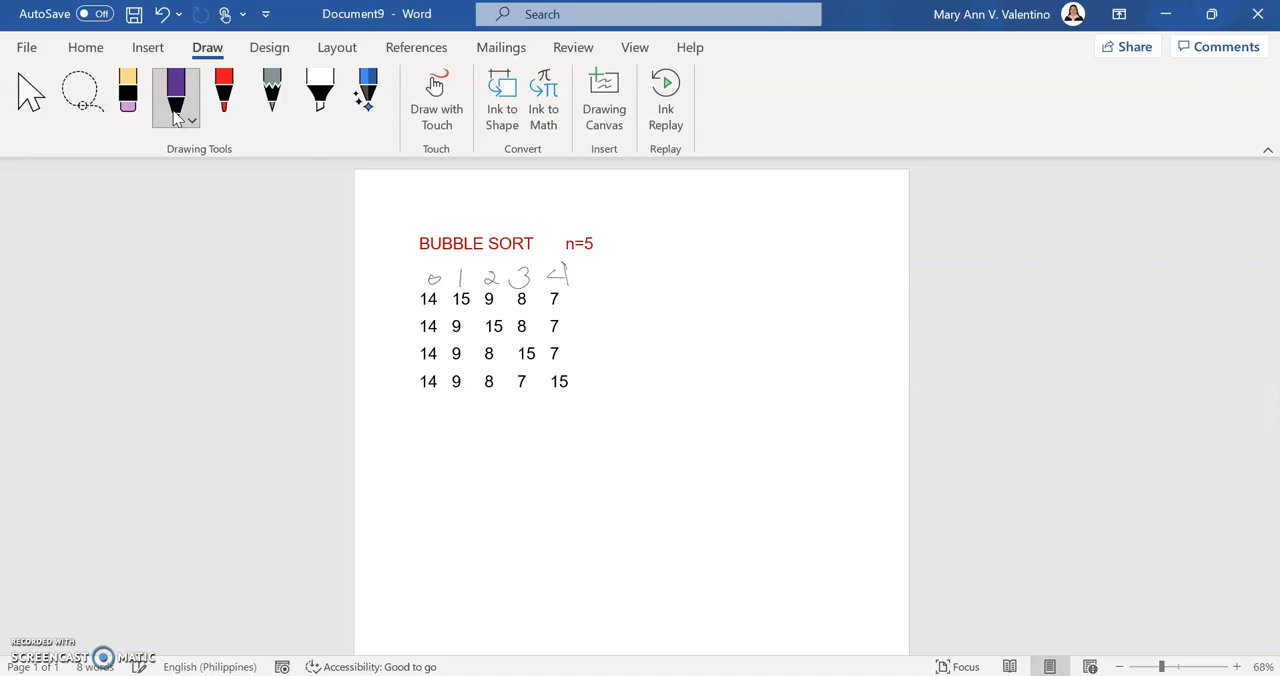 AutoSave Off Document9 - Word Search Mary Ann V. Valentino
File Home Insert Draw Design Layout References Mailings Review View Help Share Comments
Draw with Touch Ink to Shape Ink to Math Drawing Canvas Ink Replay
Drawing Tools Touch Convert Insert Replay
BUBBLE SORT n=5
0 1 2 3 4
14 15 9 8 7
14 9 15 8 7
14 9 8 15 7
14 9 8 7 15
RECORDED WITH
SCREENCAST MATIC
Page 1 of 1 8 words English (Philippines) Accessibility: Good to go Focus 68%